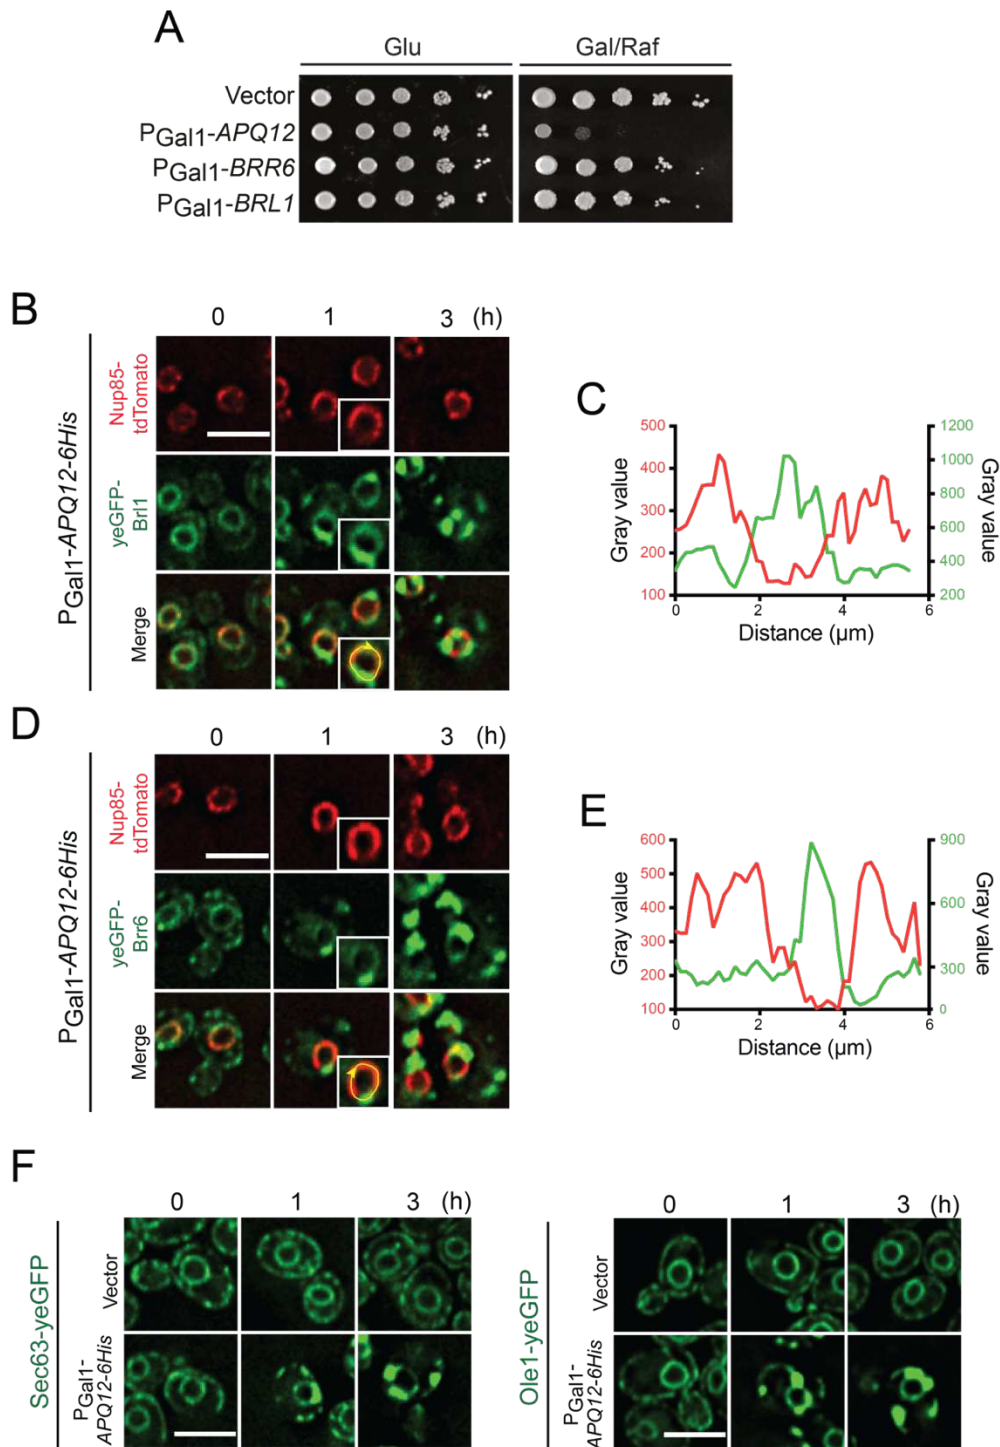 A
Glu Gal/Raf
Vector
PGal1-APQ12
PGal1-BRR6
PGal1-BRL1
B
0 1 3 (h)
PGal1-APQ12-6His
Nup85-
tdTomato
yeGFP-
Brl1
Merge
C
500
400
300
200
100
Gray value
1200
1000
800
600
400
200
Gray value
0 2 4 6
Distance (µm)
D
0 1 3 (h)
PGal1-APQ12-6His
Nup85-
tdTomato
yeGFP-
Brr6
Merge
E
600
500
400
300
200
100
Gray value
900
600
300
0
Gray value
0 2 4 6
Distance (µm)
F
0 1 3 (h)
Sec63-yeGFP
Vector
PGal1-
APQ12-6His
0 1 3 (h)
Ole1-yeGFP
Vector
PGal1-
APQ12-6His